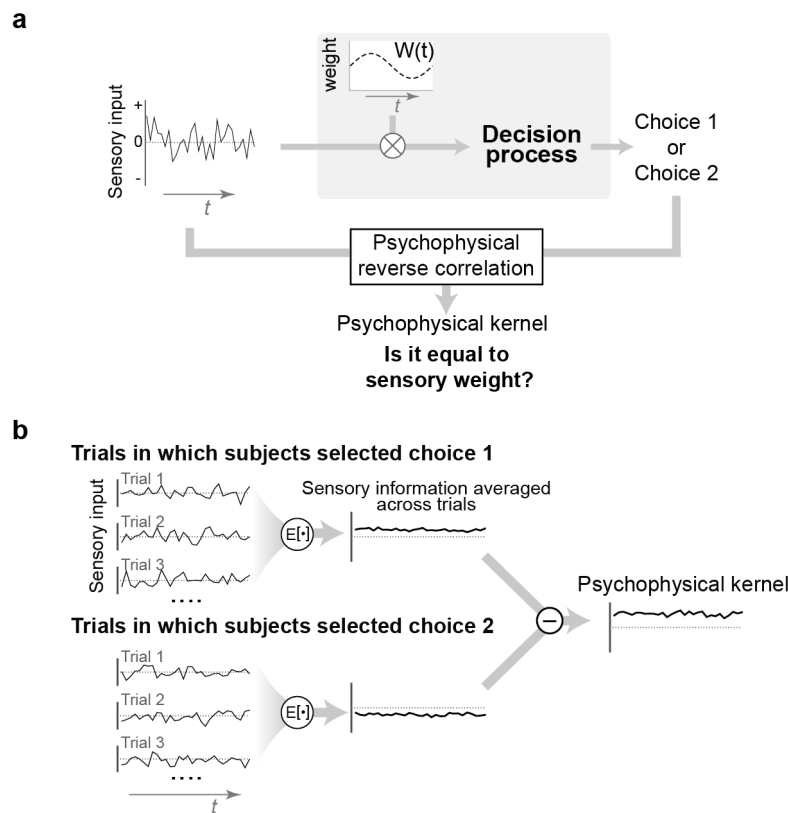 a
weight
W(t)
t
Sensory input
+
0
-
t
Decision
process
Choice 1
or
Choice 2
Psychophysical
reverse correlation
Psychophysical kernel
Is it equal to
sensory weight?
b
Trials in which subjects selected choice 1
Sensory input
Trial 1
Trial 2
Trial 3
....
E[•]
Sensory information averaged
across trials
Psychophysical kernel
Trials in which subjects selected choice 2
Trial 1
Trial 2
Trial 3
....
E[•]
t